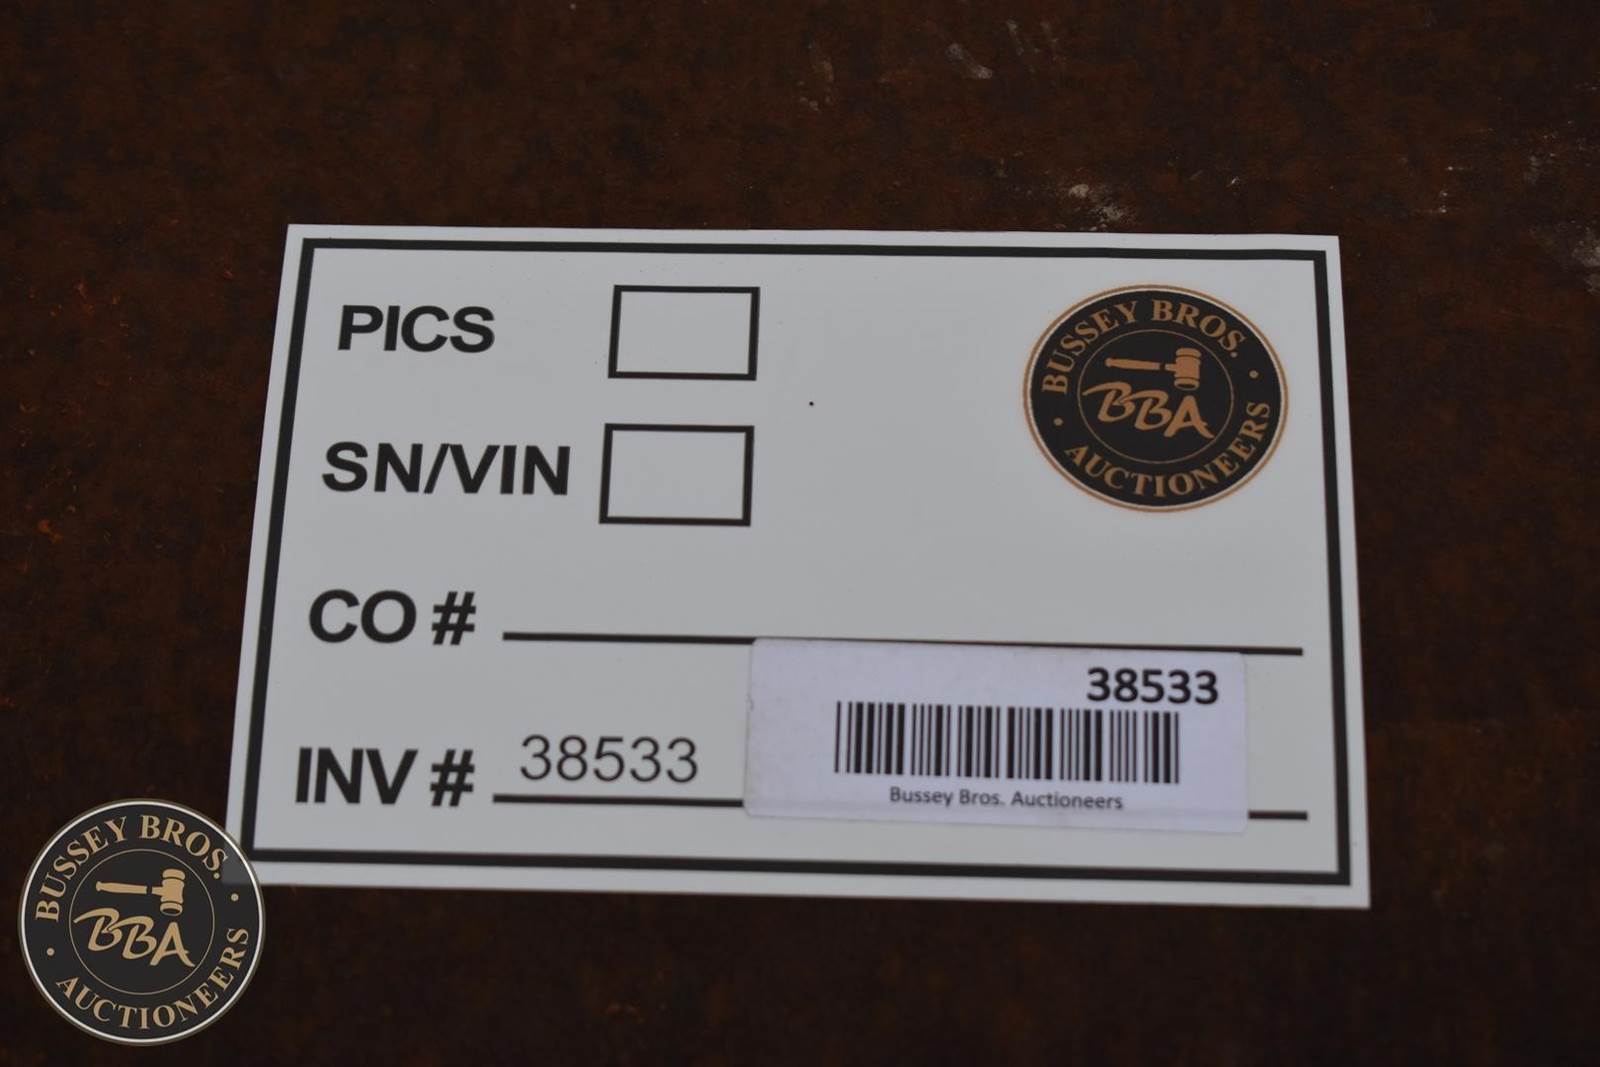 PICS
BUSSEY BROS.
BBA
AUCTIONEERS
SN/VIN
CO #
38533
INV # 38533
Bussey Bros. Auctioneers
BUSSEY BROS.
BBA
AUCTIONEERS